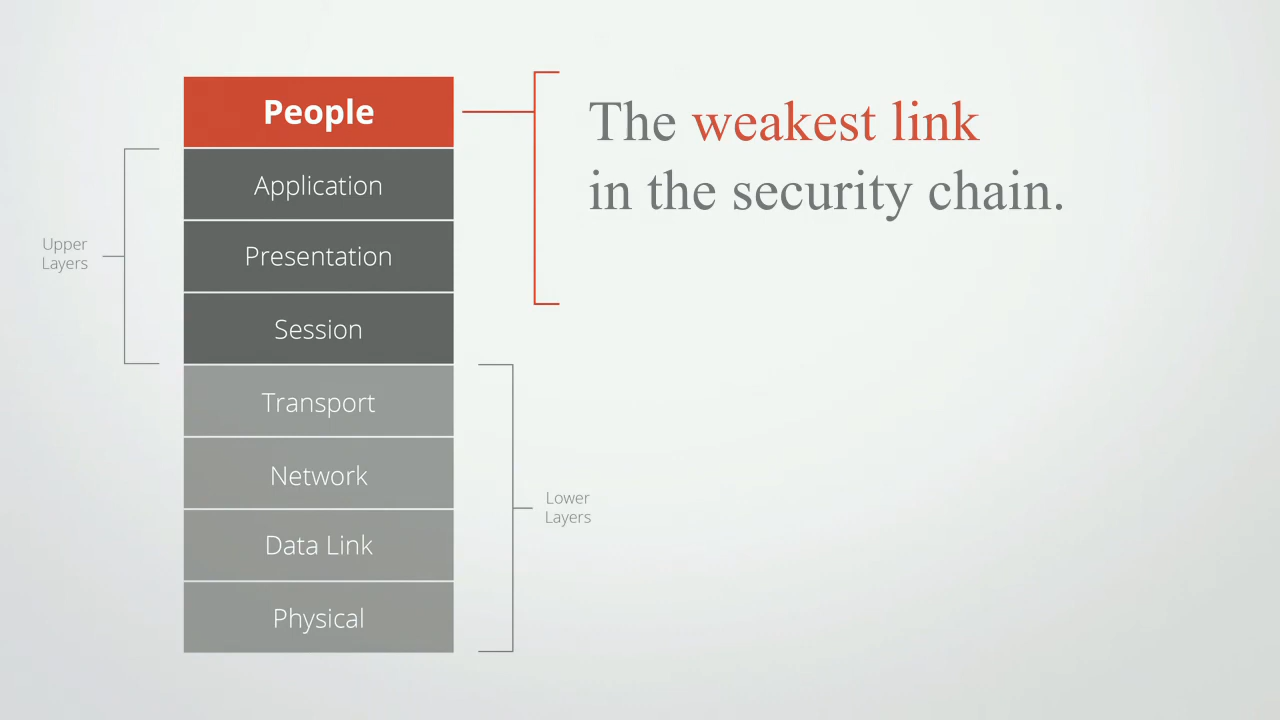 People
The weakest link
in the security chain.
Application
Presentation
Upper
Layers
Session
Transport
Network
Lower
Layers
Data Link
Physical